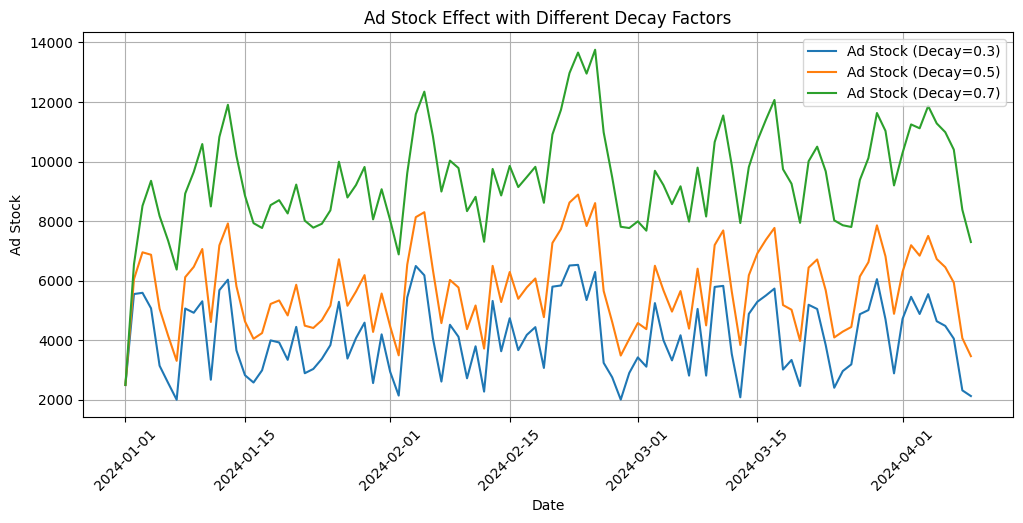 Ad Stock Effect with Different Decay Factors
Ad Stock (Decay=0.3)
Ad Stock (Decay=0.5)
Ad Stock (Decay=0.7)
14000
12000
10000
8000
6000
4000
2000
Ad Stock
2024-01-01
2024-01-15
2024-02-01
2024-02-15
2024-03-01
2024-03-15
2024-04-01
Date